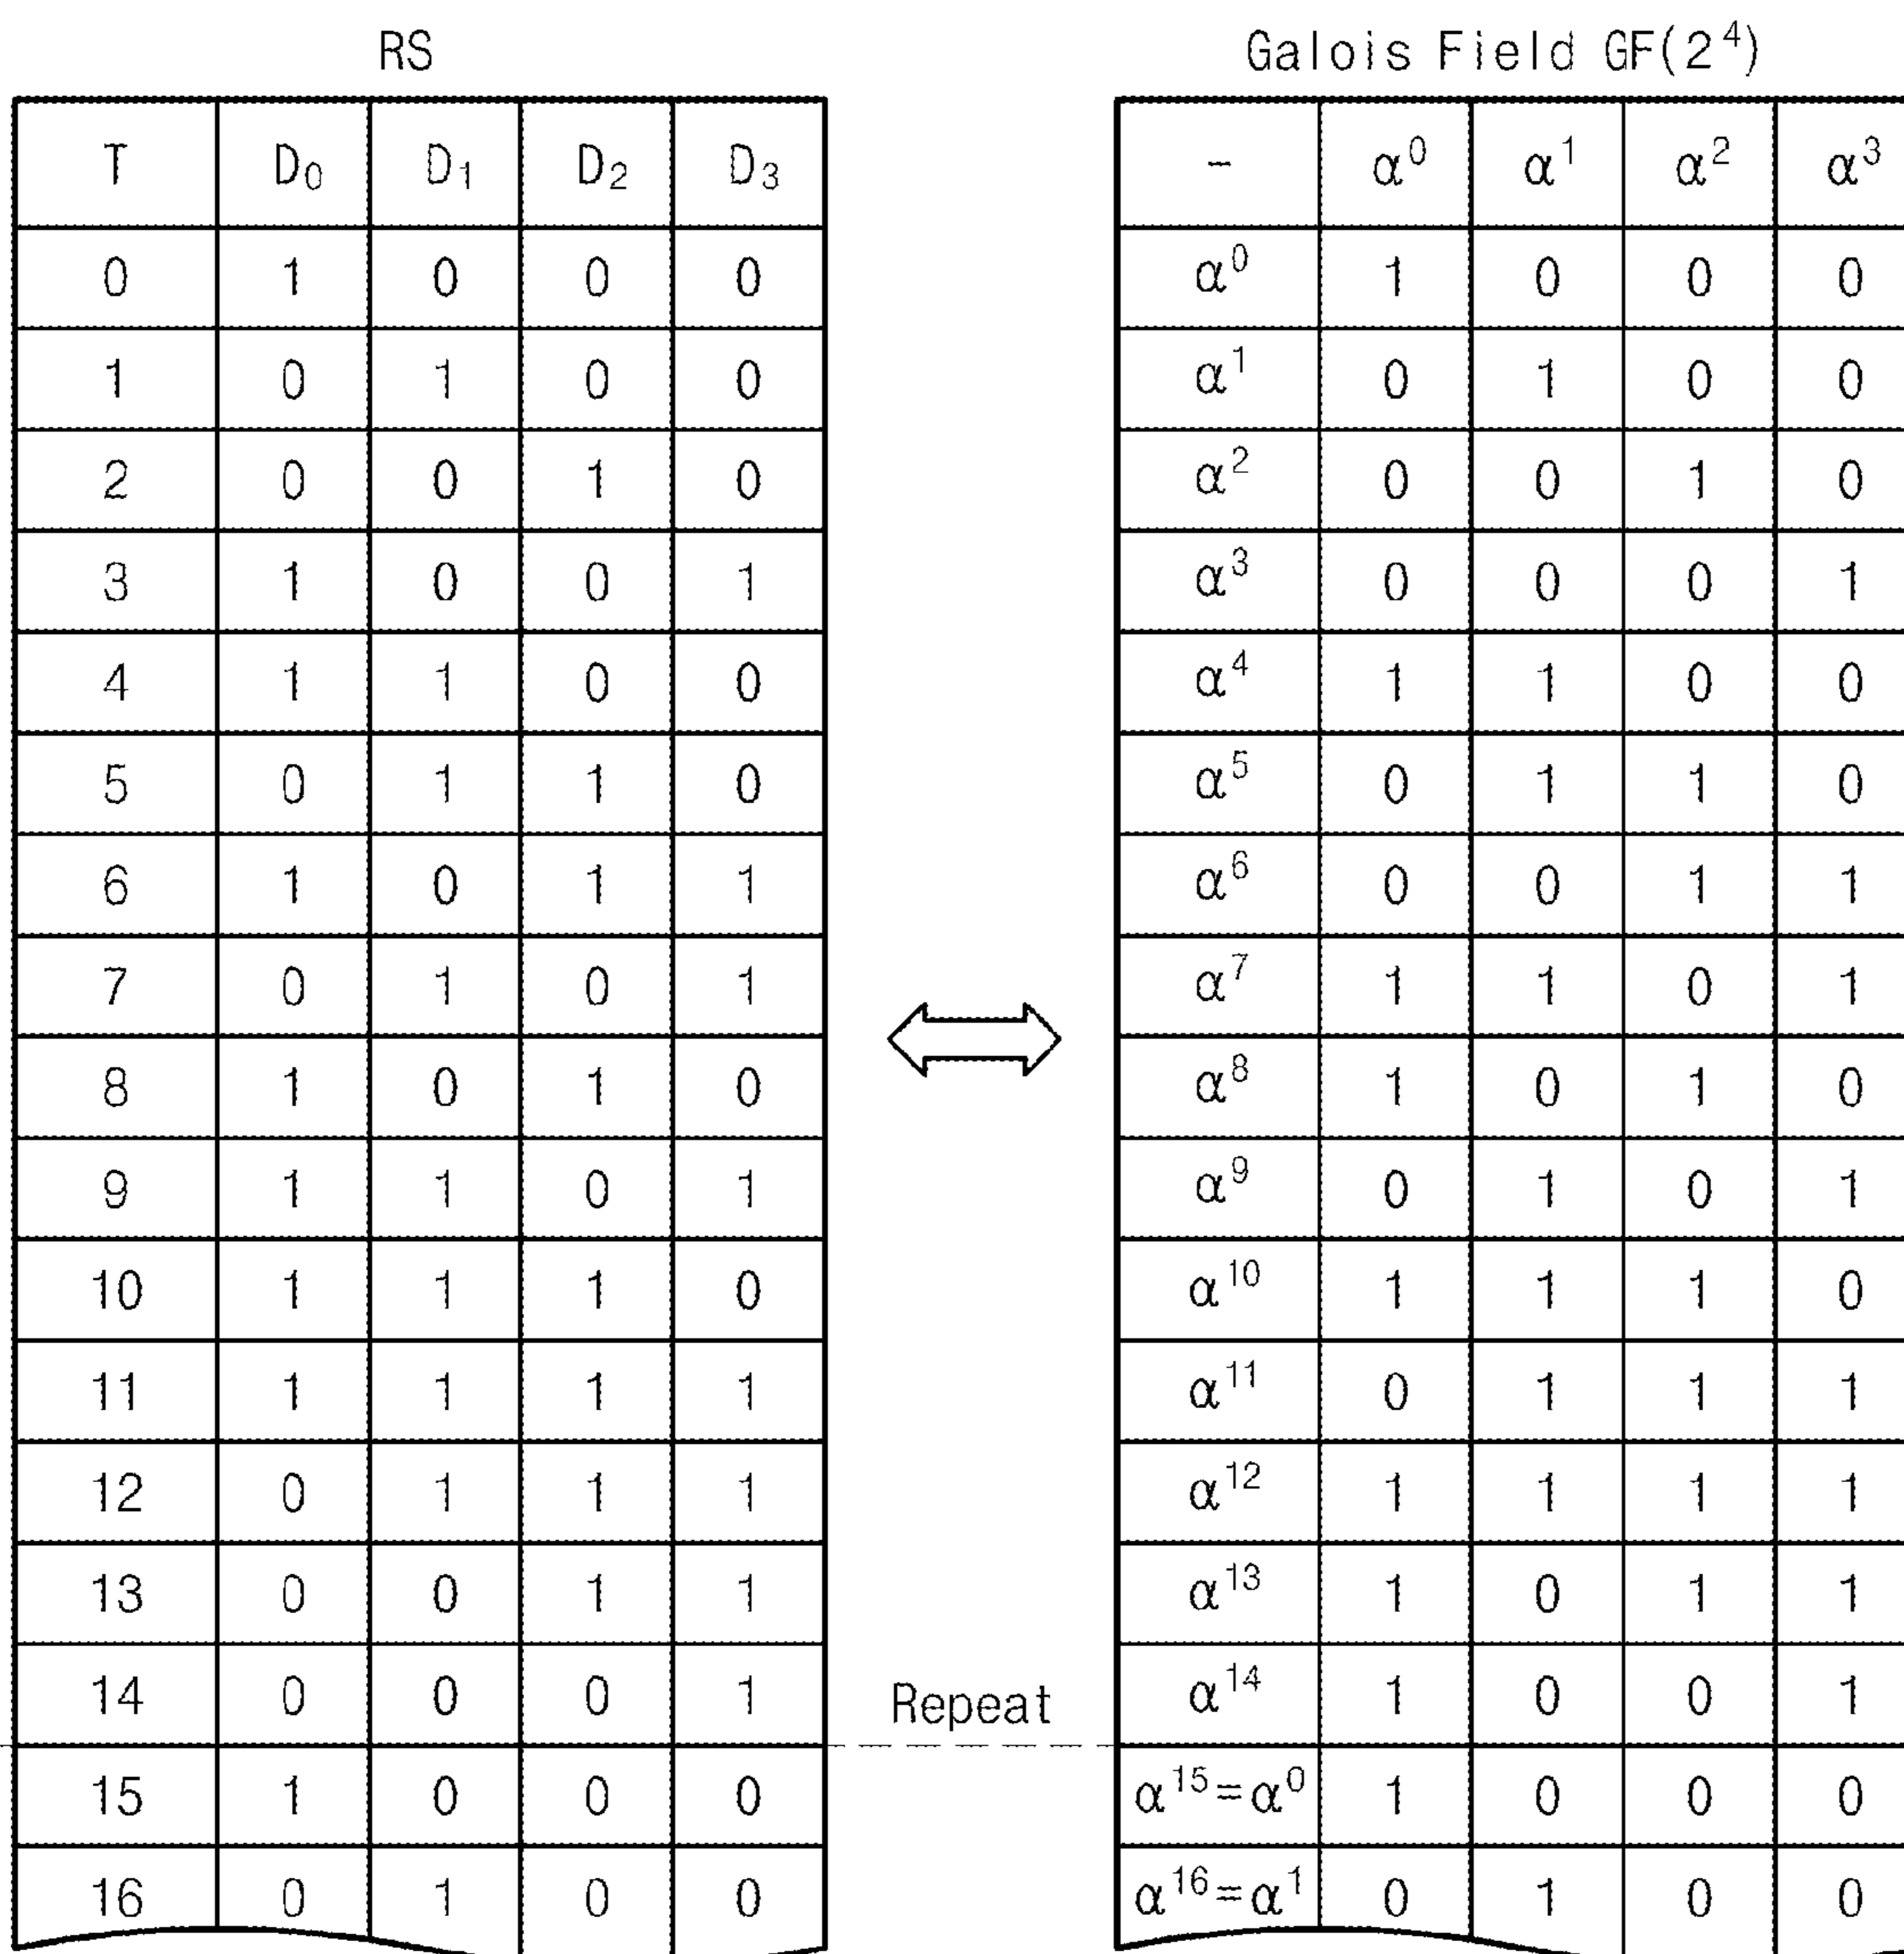 RS Galois Field GF(2⁴)
T D₀ D₁ D₂ D₃ - α⁰ α¹ α² α³
0 1 0 0 0 α⁰ 1 0 0 0
1 0 1 0 0 α¹ 0 1 0 0
2 0 0 1 0 α² 0 0 1 0
3 1 0 0 1 α³ 0 0 0 1
4 1 1 0 0 α⁴ 1 1 0 0
5 0 1 1 0 α⁵ 0 1 1 0
6 1 0 1 1 α⁶ 0 0 1 1
7 0 1 0 1 α⁷ 1 1 0 1
8 1 0 1 0 α⁸ 1 0 1 0
9 1 1 0 1 α⁹ 0 1 0 1
10 1 1 1 0 α¹⁰ 1 1 1 0
11 1 1 1 1 α¹¹ 0 1 1 1
12 0 1 1 1 α¹² 1 1 1 1
13 0 0 1 1 α¹³ 1 0 1 1
14 0 0 0 1 Repeat α¹⁴ 1 0 0 1
15 1 0 0 0 α¹⁵=α⁰ 1 0 0 0
16 0 1 0 0 α¹⁶=α¹ 0 1 0 0